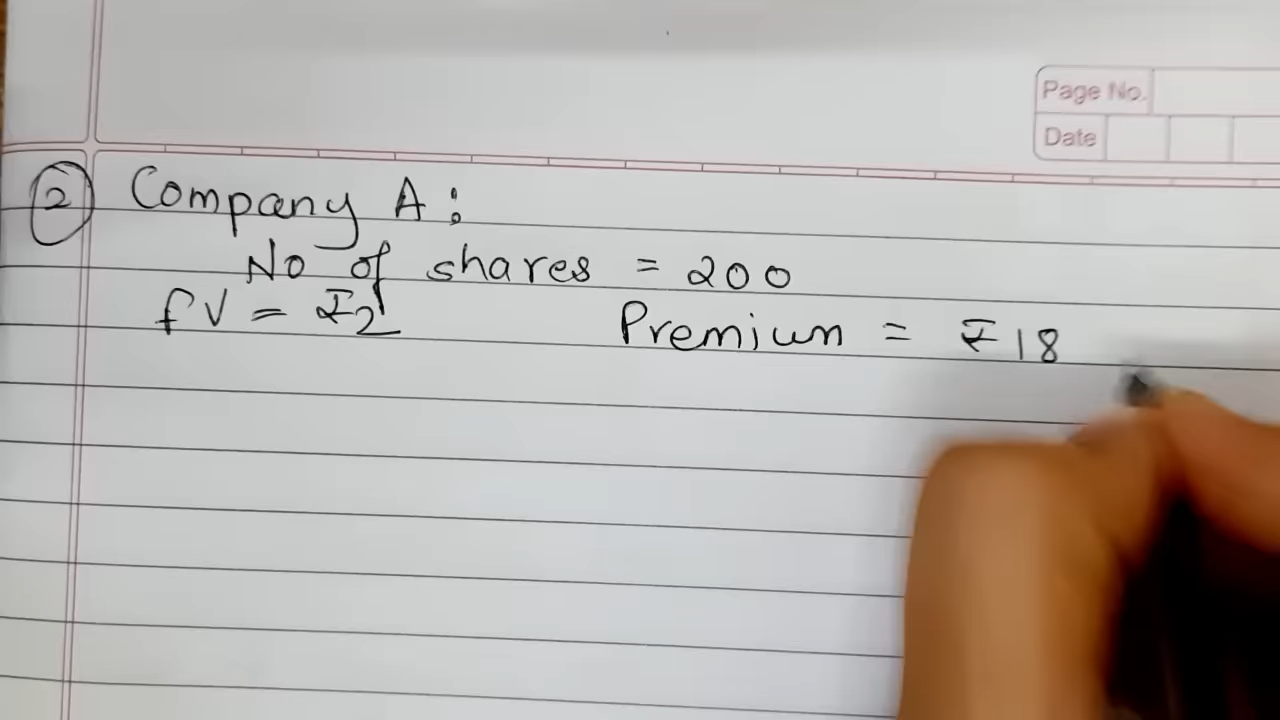 Page No.
Date
2 Company A:
No of shares = 200
FV = ₹2 Premium = ₹18